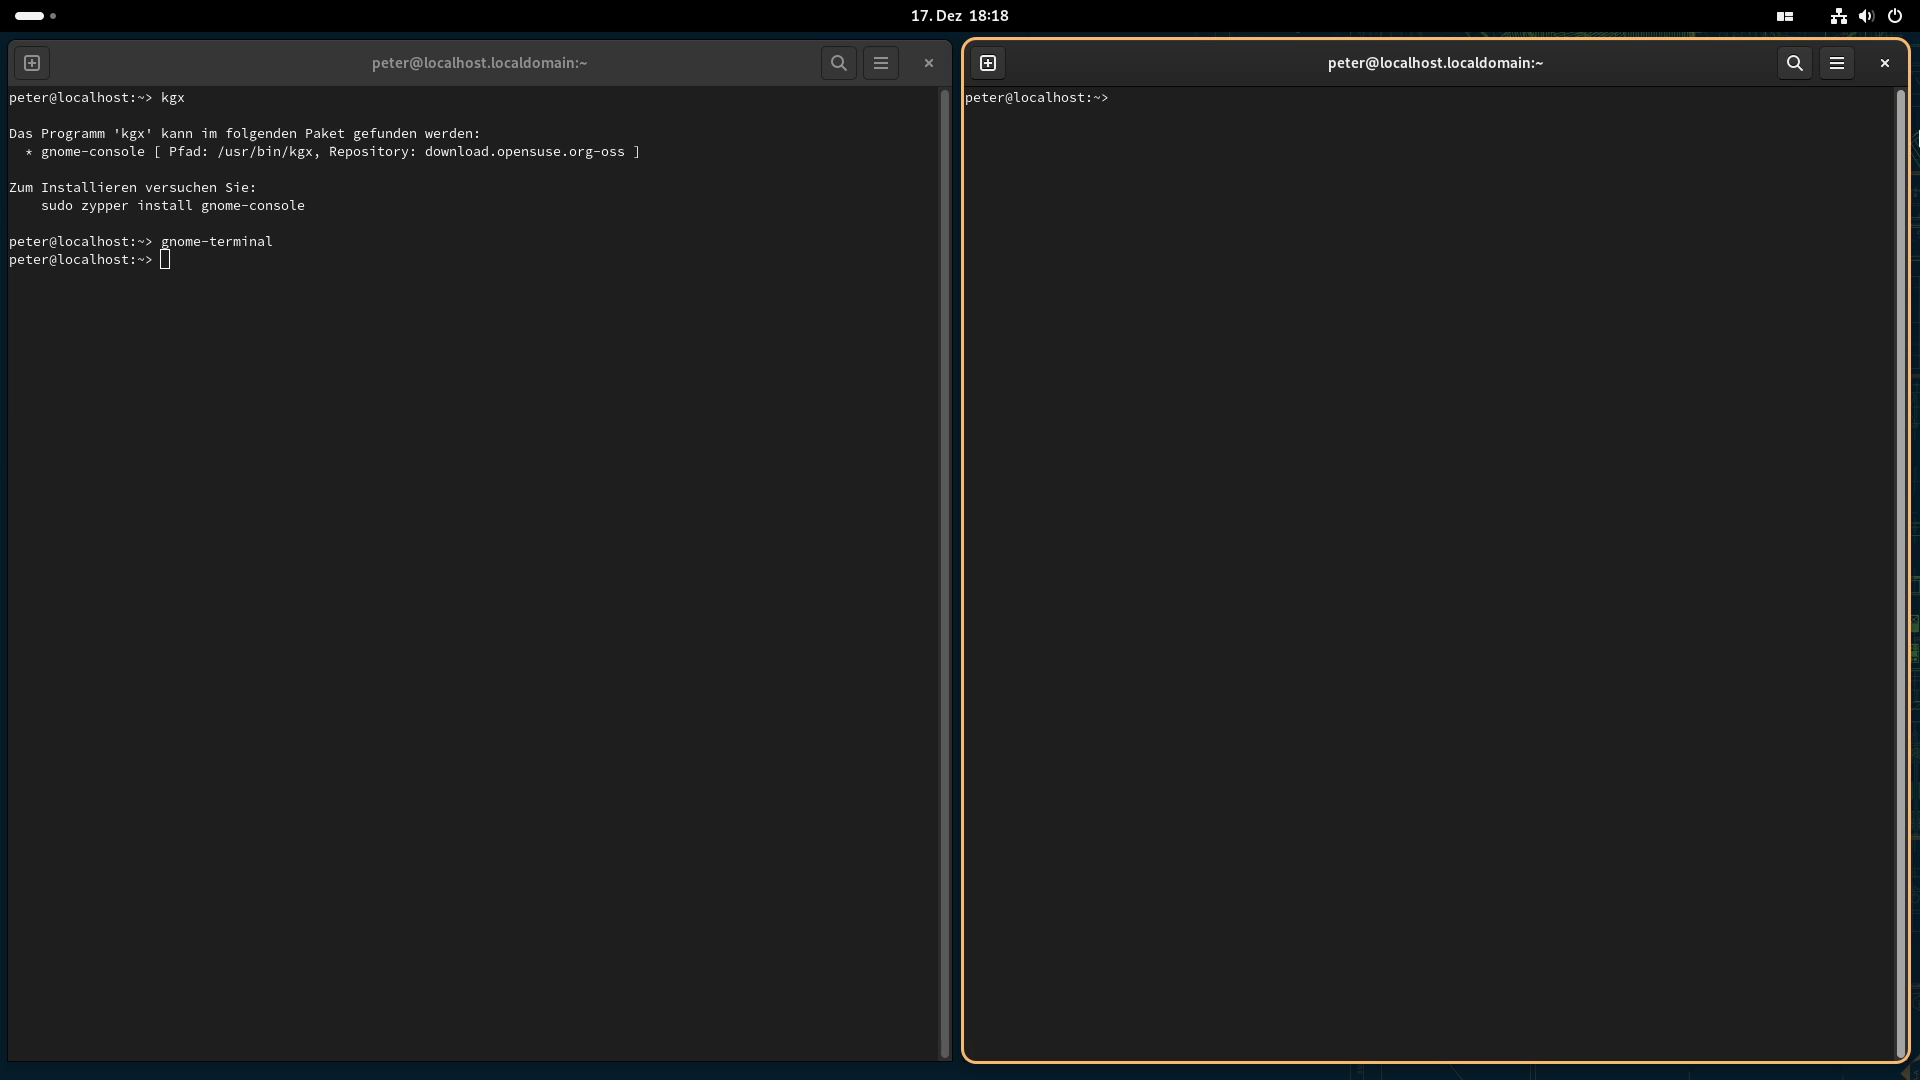 17. Dez 18:18
peter@localhost.localdomain:~
peter@localhost:~> kgx
Das Programm 'kgx' kann im folgenden Paket gefunden werden:
* gnome-console [ Pfad: /usr/bin/kgx, Repository: download.opensuse.org-oss ]
Zum Installieren versuchen Sie:
sudo zypper install gnome-console
peter@localhost:~> gnome-terminal
peter@localhost:~>
peter@localhost.localdomain:~
peter@localhost:~>